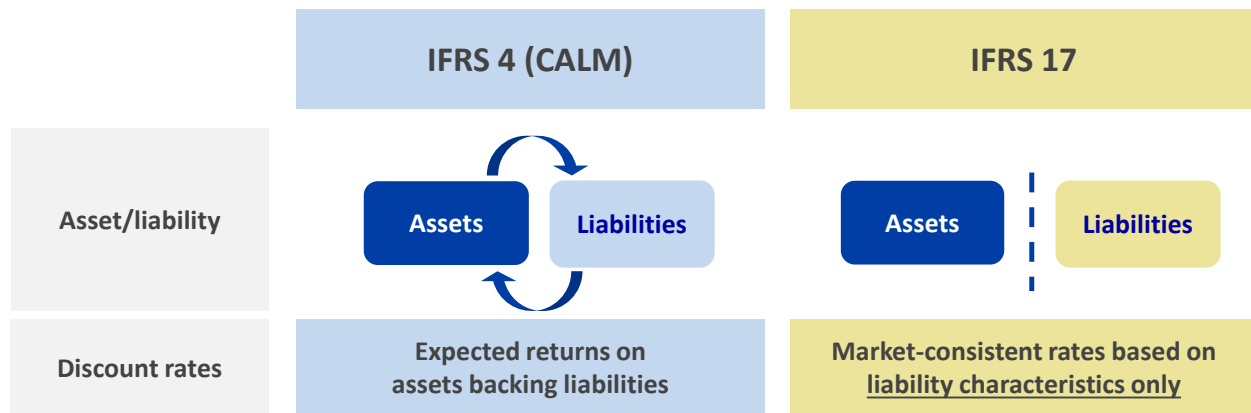 IFRS 4 (CALM)
IFRS 17
Asset/liability
Assets
Liabilities
Assets
Liabilities
Discount rates
Expected returns on
assets backing liabilities
Market-consistent rates based on
liability characteristics only